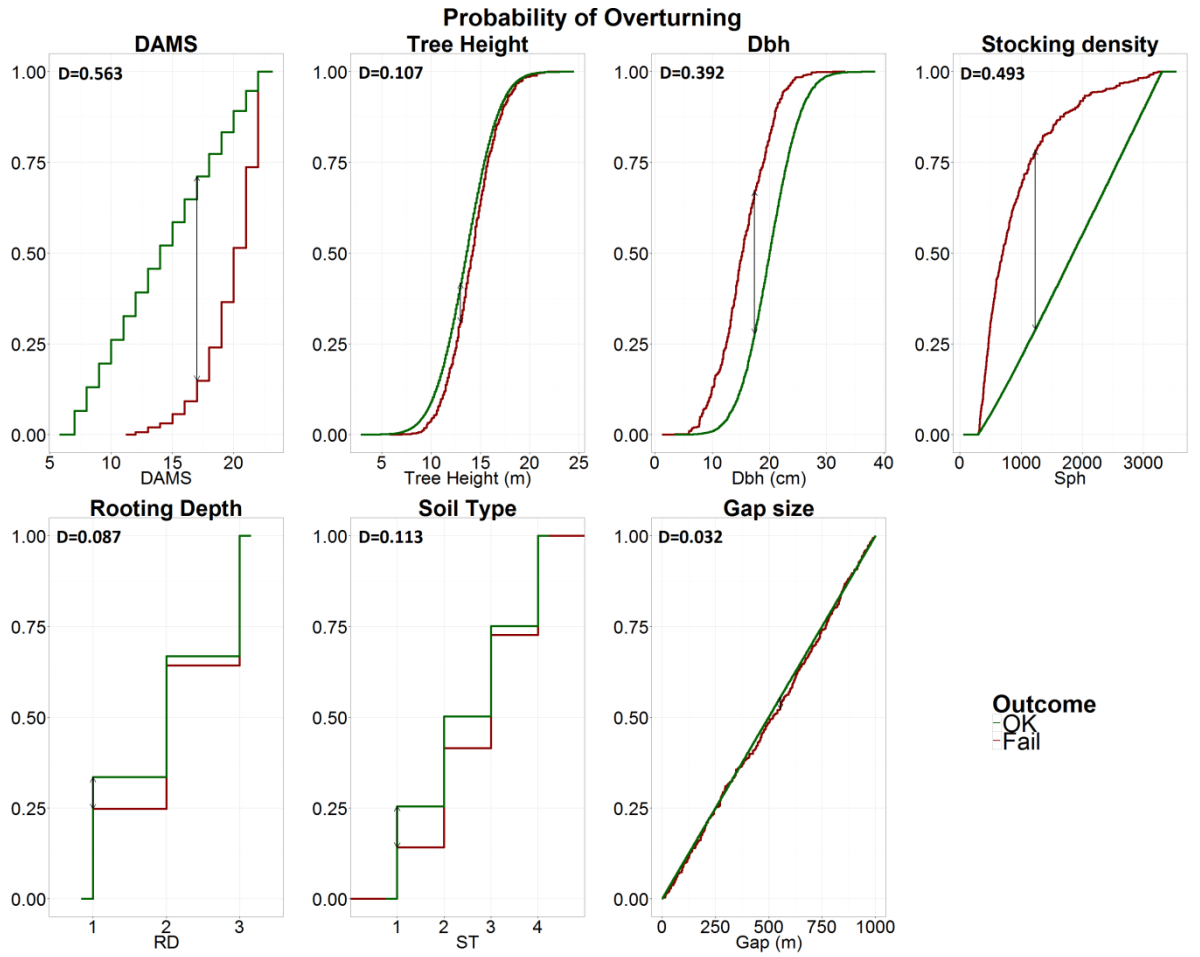 Probability of Overturning
DAMS
D=0.563
1.00
0.75
0.50
0.25
0.00
5 10 15 20
DAMS
Tree Height
D=0.107
1.00
0.75
0.50
0.25
0.00
5 10 15 20 25
Tree Height (m)
Dbh
D=0.392
1.00
0.75
0.50
0.25
0.00
0 10 20 30 40
Dbh (cm)
Stocking density
D=0.493
1.00
0.75
0.50
0.25
0.00
0 1000 2000 3000
Sph
Rooting Depth
D=0.087
1.00
0.75
0.50
0.25
0.00
1 2 3
RD
Soil Type
D=0.113
1.00
0.75
0.50
0.25
0.00
1 2 3 4
ST
Gap size
D=0.032
1.00
0.75
0.50
0.25
0.00
0 250 500 750 1000
Gap (m)
Outcome
OK
Fail